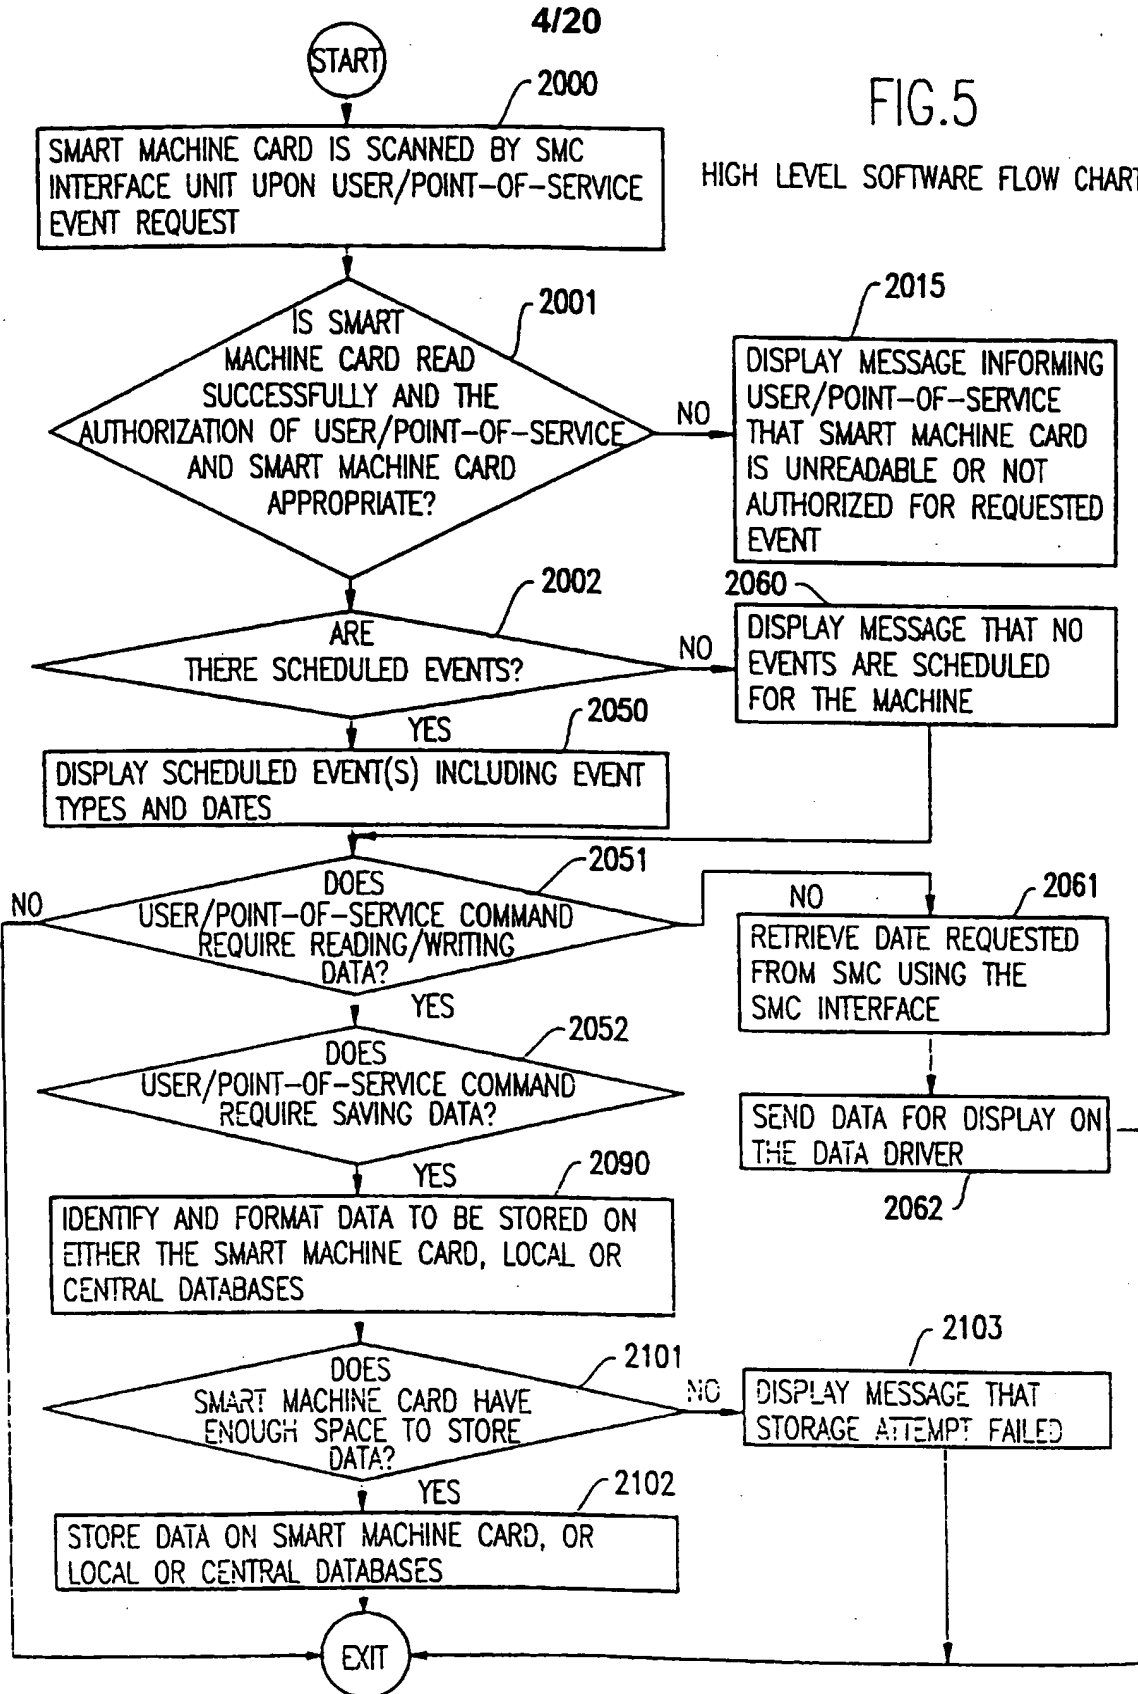 4/20
START
2000
FIG.5
HIGH LEVEL SOFTWARE FLOW CHART
SMART MACHINE CARD IS SCANNED BY SMC
INTERFACE UNIT UPON USER/POINT-OF-SERVICE
EVENT REQUEST
2001
IS SMART
MACHINE CARD READ
SUCCESSFULLY AND THE
AUTHORIZATION OF USER/POINT-OF-SERVICE
AND SMART MACHINE CARD
APPROPRIATE?
NO
2015
DISPLAY MESSAGE INFORMING
USER/POINT-OF-SERVICE
THAT SMART MACHINE CARD
IS UNREADABLE OR NOT
AUTHORIZED FOR REQUESTED
EVENT
2002
ARE
THERE SCHEDULED EVENTS?
NO
2060
DISPLAY MESSAGE THAT NO
EVENTS ARE SCHEDULED
FOR THE MACHINE
YES
2050
DISPLAY SCHEDULED EVENT(S) INCLUDING EVENT
TYPES AND DATES
2051
NO
DOES
USER/POINT-OF-SERVICE COMMAND
REQUIRE READING/WRITING
DATA?
NO
2061
RETRIEVE DATE REQUESTED
FROM SMC USING THE
SMC INTERFACE
YES
2052
DOES
USER/POINT-OF-SERVICE COMMAND
REQUIRE SAVING DATA?
SEND DATA FOR DISPLAY ON
THE DATA DRIVER
2062
YES
2090
IDENTIFY AND FORMAT DATA TO BE STORED ON
EITHER THE SMART MACHINE CARD, LOCAL OR
CENTRAL DATABASES
2101
DOES
SMART MACHINE CARD HAVE
ENOUGH SPACE TO STORE
DATA?
NO
2103
DISPLAY MESSAGE THAT
STORAGE ATTEMPT FAILED
YES
2102
STORE DATA ON SMART MACHINE CARD, OR
LOCAL OR CENTRAL DATABASES
EXIT